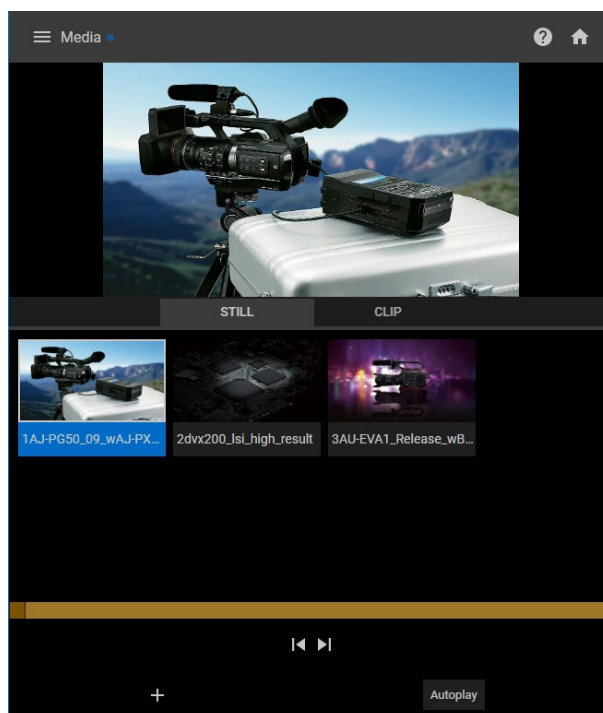 Media
STILL
CLIP
1AJ-PG50_09_wAJ-PX...
2dvx200_lsi_high_result
3AU-EVA1_Release_wB...
Autoplay